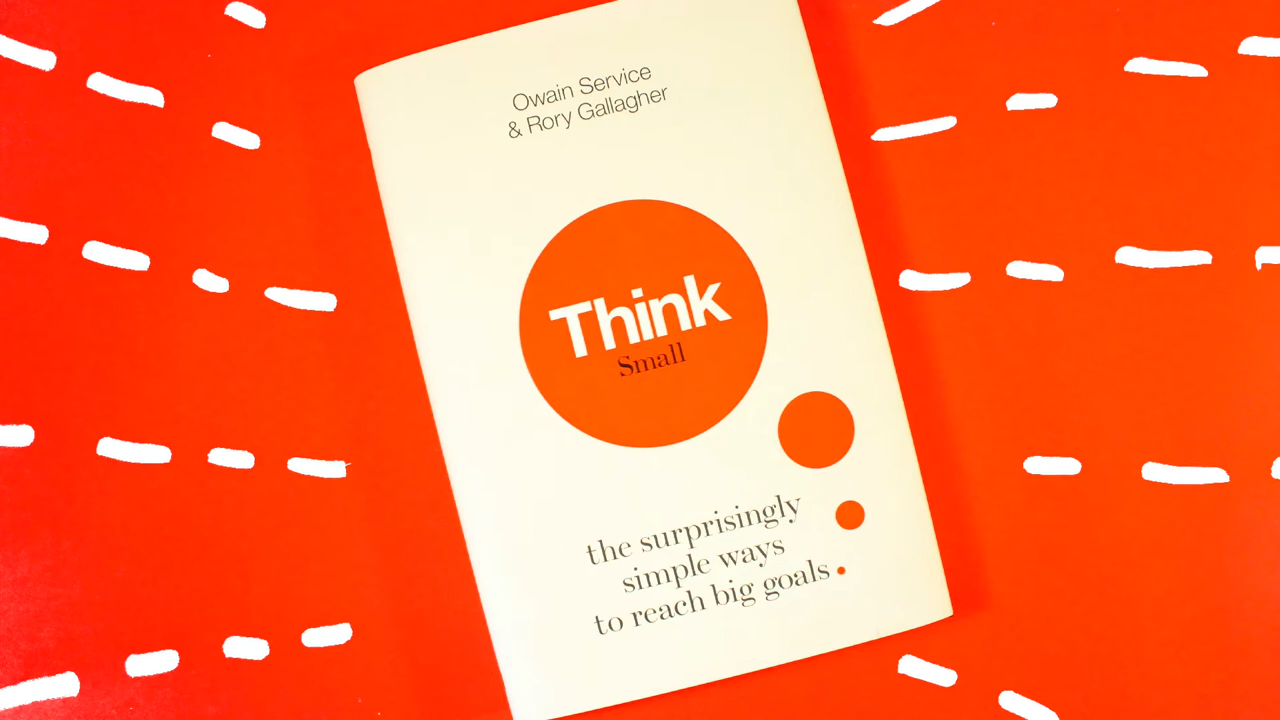 Owain Service
& Rory Gallagher
Think
Small
the surprisingly
simple ways
to reach big goals